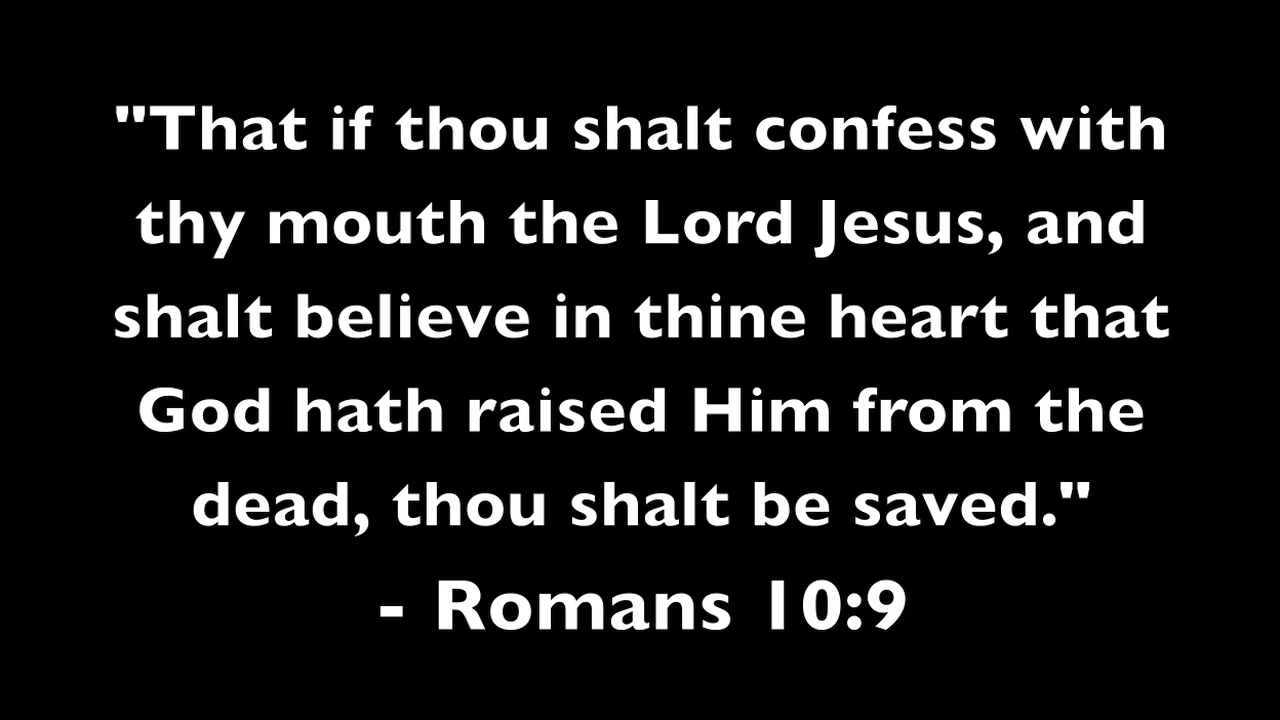 "That if thou shalt confess with
thy mouth the Lord Jesus, and
shalt believe in thine heart that
God hath raised Him from the
dead, thou shalt be saved."
- Romans 10:9